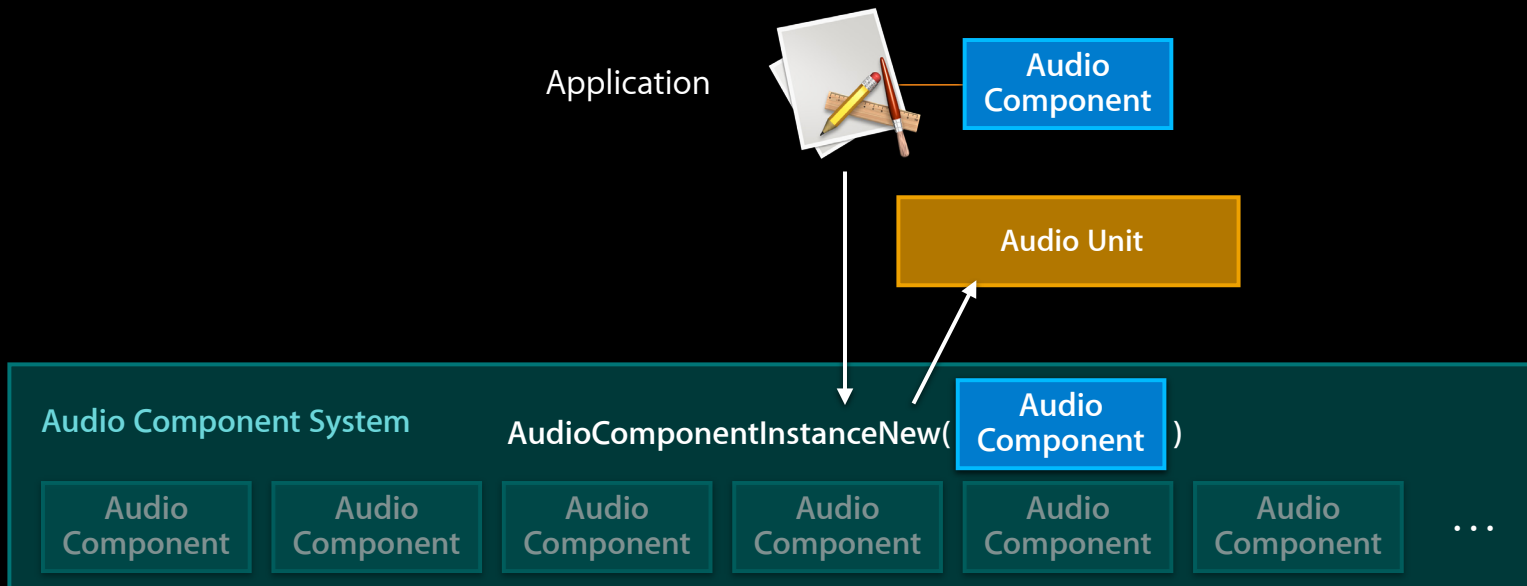 Application
Audio
Component
Audio Unit
Audio Component System
AudioComponentInstanceNew(
Audio
Component
)
Audio
Component
Audio
Component
Audio
Component
Audio
Component
Audio
Component
Audio
Component
...